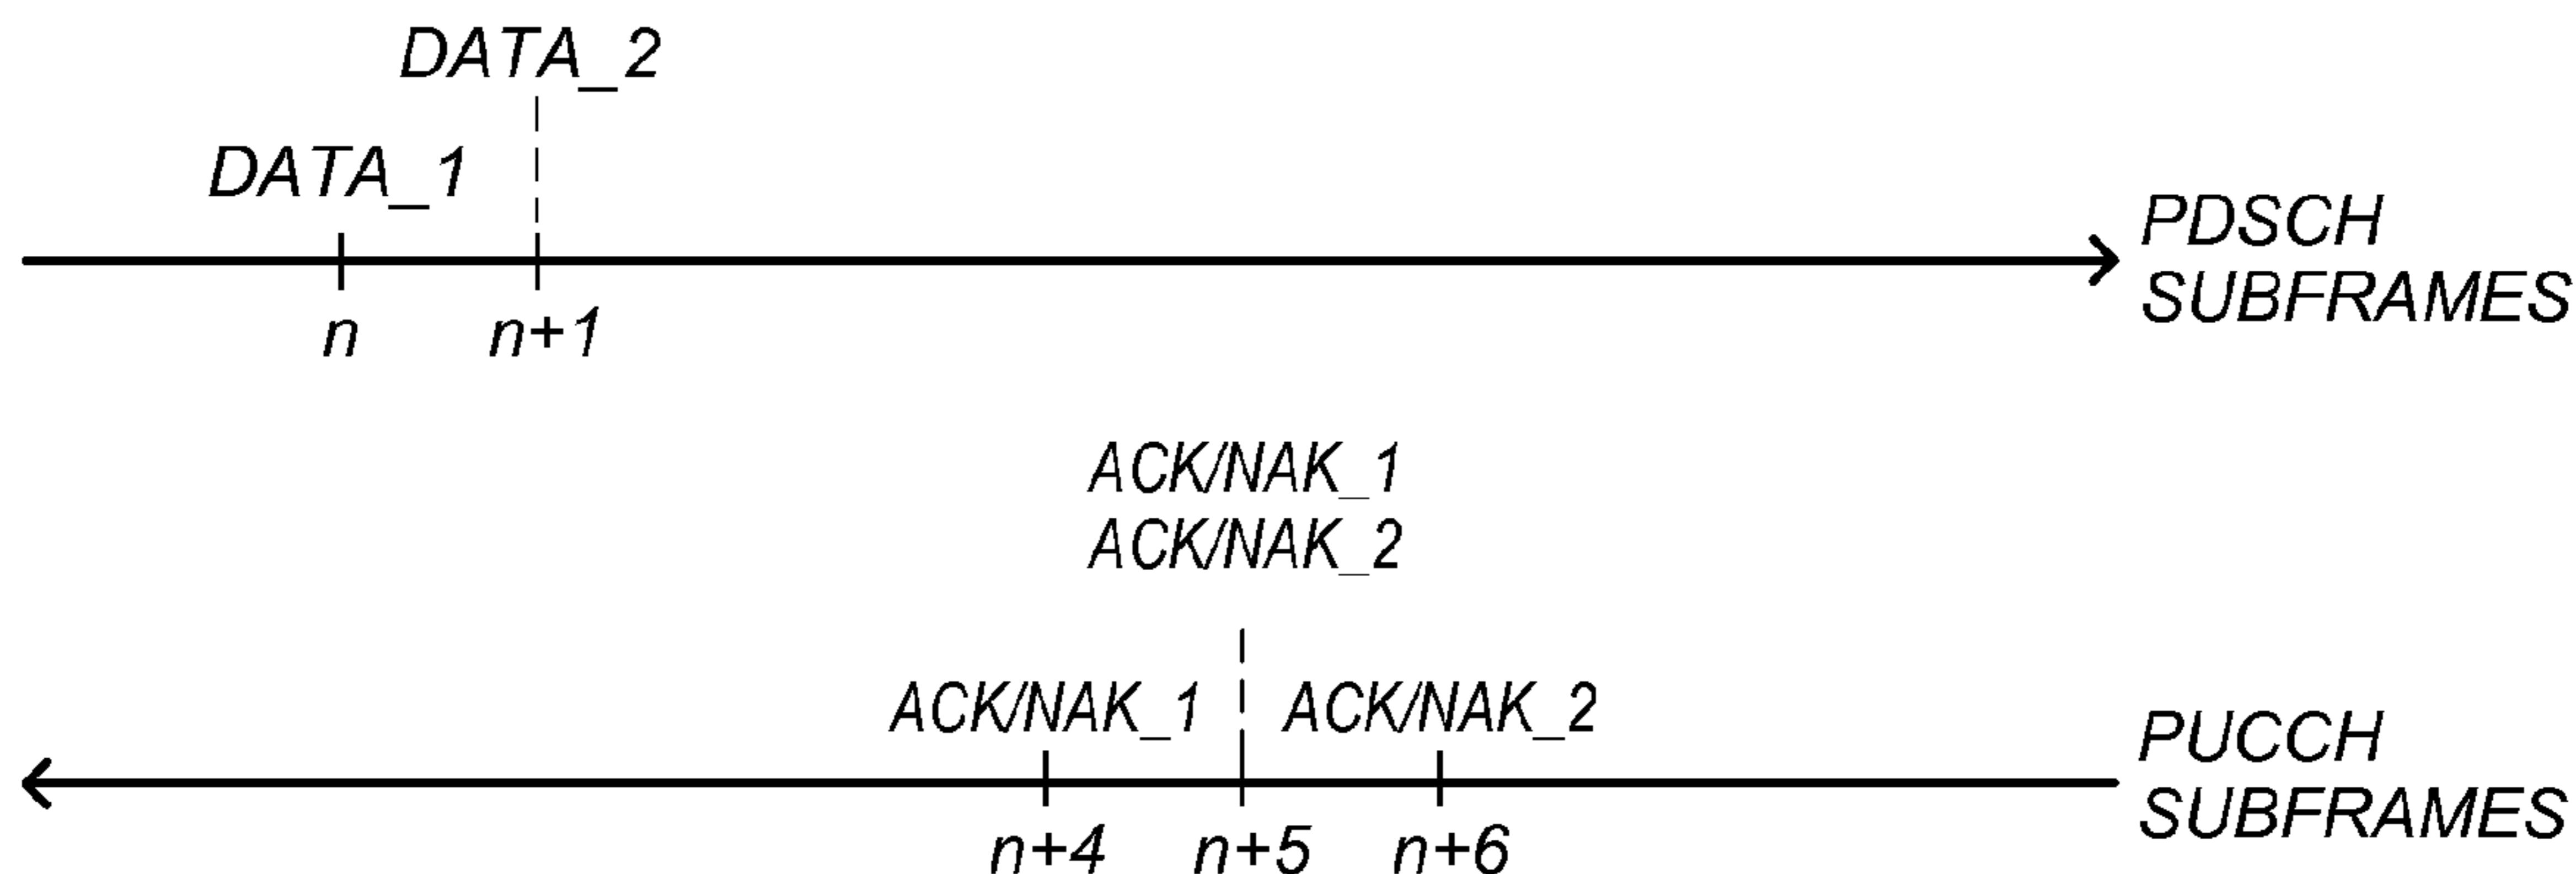 DATA_2
DATA_1
PDSCH
SUBFRAMES
n
n+1
ACK/NAK_1
ACK/NAK_2
ACK/NAK_1
ACK/NAK_2
PUCCH
SUBFRAMES
n+4
n+5
n+6